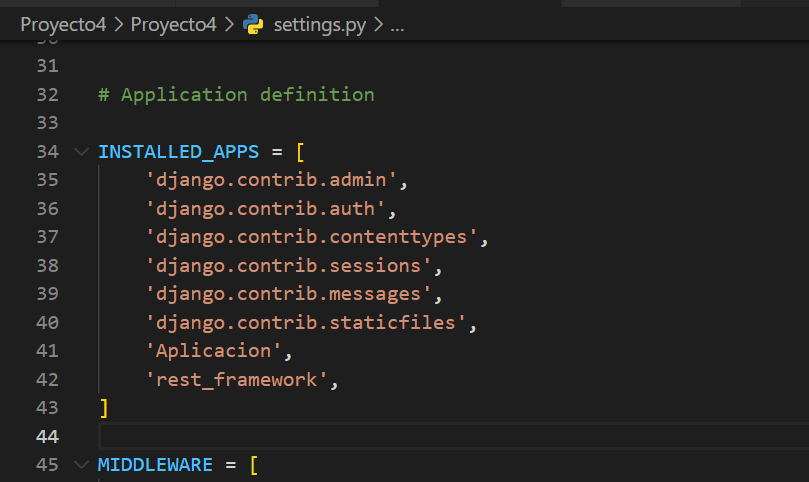 Proyecto4 > Proyecto4 > settings.py > ...
31
32 # Application definition
33
34 INSTALLED_APPS = [
35 'django.contrib.admin',
36 'django.contrib.auth',
37 'django.contrib.contenttypes',
38 'django.contrib.sessions',
39 'django.contrib.messages',
40 'django.contrib.staticfiles',
41 'Aplicacion',
42 'rest_framework',
43 ]
44
45 MIDDLEWARE = [